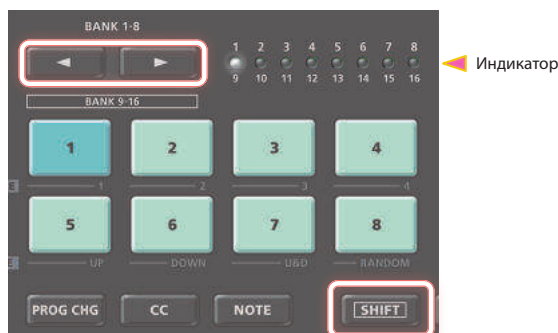 BANK 1-8
1 2 3 4 5 6 7 8
Индикатор
9 10 11 12 13 14 15 16
BANK 9-16
1 2 3 4
E 1 2 3 4
5 6 7 8
E UP DOWN U&D RANDOM
PROG CHG CC NOTE SHIFT